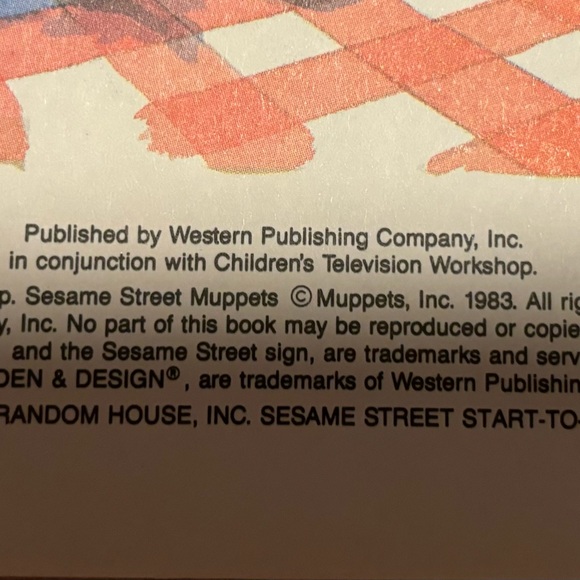 Published by Western Publishing Company, Inc.
in conjunction with Children's Television Workshop.
p. Sesame Street Muppets © Muppets, Inc. 1983. All rig
y, Inc. No part of this book may be reproduced or copie
and the Sesame Street sign, are trademarks and serv
DEN & DESIGN®, are trademarks of Western Publishin
RANDOM HOUSE, INC. SESAME STREET START-TO-